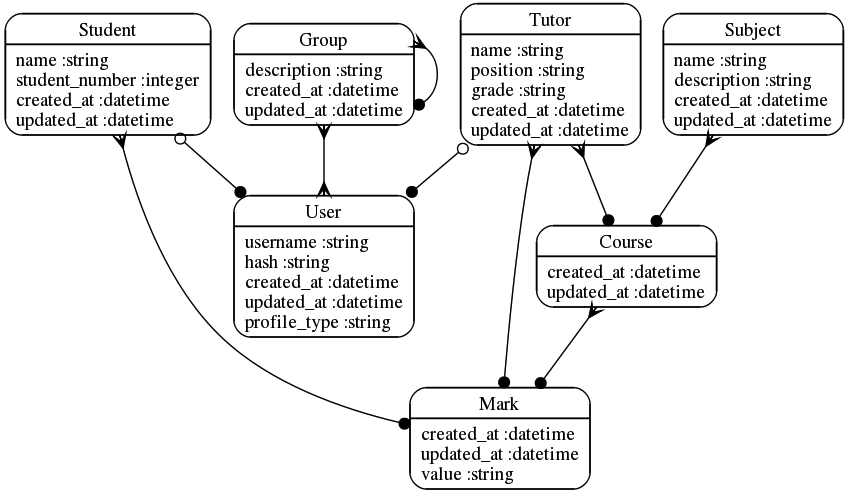 Student
name :string
student_number :integer
created_at :datetime
updated_at :datetime
Group
description :string
created_at :datetime
updated_at :datetime
Tutor
name :string
position :string
grade :string
created_at :datetime
updated_at :datetime
Subject
name :string
description :string
created_at :datetime
updated_at :datetime
User
username :string
hash :string
created_at :datetime
updated_at :datetime
profile_type :string
Course
created_at :datetime
updated_at :datetime
Mark
created_at :datetime
updated_at :datetime
value :string